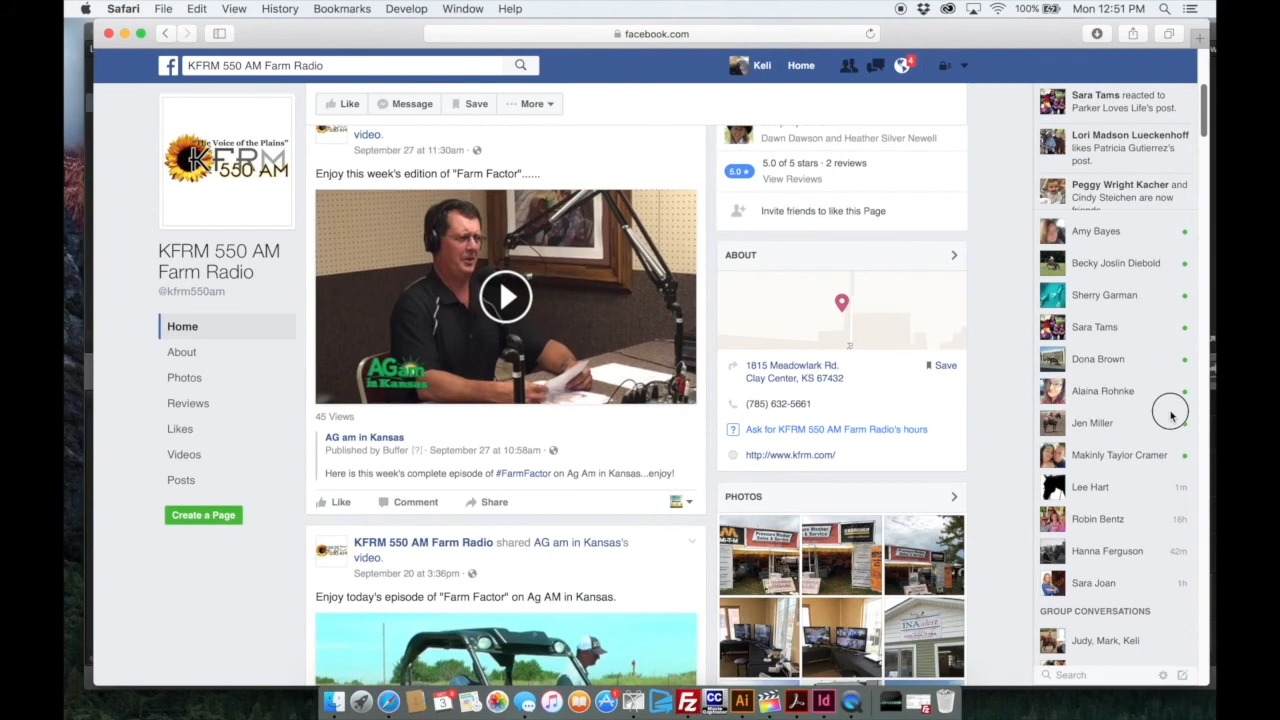 Safari File Edit View History Bookmarks Develop Window Help
100% Mon 12:51 PM
facebook.com
KFRM 550 AM Farm Radio
Keli Home 4
Like Message Save More
"The Voice of the Plains"
KFRM
550 AM
KFRM 550 AM
Farm Radio
@kfrm550am
Home
About
Photos
Reviews
Likes
Videos
Posts
Create a Page
video.
September 27 at 11:30am ·
Enjoy this week's edition of "Farm Factor"......
AGam
in KANSAS
45 Views
AG am in Kansas
Published by Buffer [?] · September 27 at 10:58am ·
Here is this week's complete episode of #FarmFactor on Ag Am in Kansas...enjoy!
Like Comment Share
KFRM 550 AM Farm Radio shared AG am in Kansas's
video.
September 20 at 3:36pm ·
Enjoy today's episode of "Farm Factor" on Ag AM in Kansas.
Dawn Dawson and Heather Silver Newell
5.0 5.0 of 5 stars · 2 reviews
View Reviews
Invite friends to like this Page
ABOUT
1815 Meadowlark Rd.
Clay Center, KS 67432
Save
(785) 632-5661
Ask for KFRM 550 AM Farm Radio's hours
http://www.kfrm.com/
PHOTOS
Sara Tams reacted to
Parker Loves Life's post.
Lori Madson Lueckenhoff
likes Patricia Gutierrez's
post.
Peggy Wright Kacher and
Cindy Steichen are now
friends
Amy Bayes
Becky Joslin Diebold
Sherry Garman
Sara Tams
Dona Brown
Alaina Rohnke
Jen Miller
Makinly Taylor Cramer
Lee Hart 1m
Robin Bentz 16h
Hanna Ferguson 42m
Sara Joan 1h
GROUP CONVERSATIONS
Judy, Mark, Keli
Search